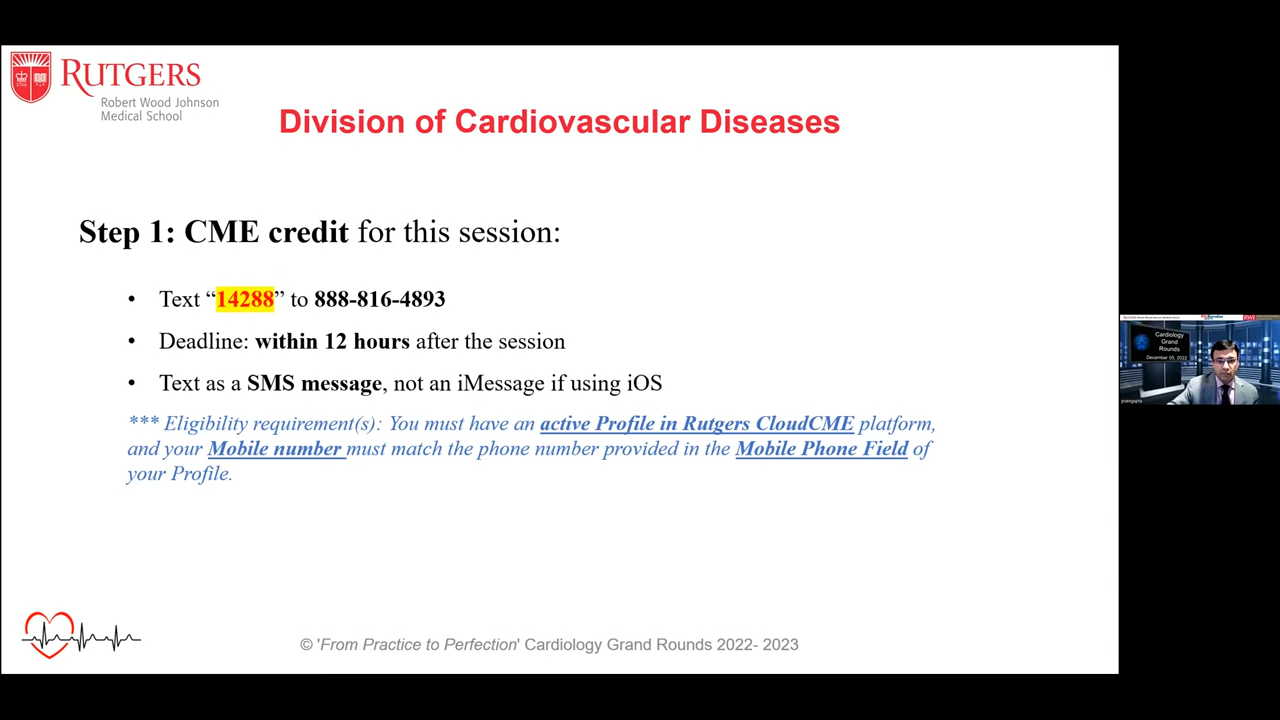 RUTGERS
Robert Wood Johnson
Medical School
Division of Cardiovascular Diseases
Step 1: CME credit for this session:
• Text “14288” to 888-816-4893
• Deadline: within 12 hours after the session
• Text as a SMS message, not an iMessage if using iOS
*** Eligibility requirement(s): You must have an active Profile in Rutgers CloudCME platform,
and your Mobile number must match the phone number provided in the Mobile Phone Field of
your Profile.
© 'From Practice to Perfection' Cardiology Grand Rounds 2022- 2023
Cardiology
Grand
Rounds
December 05, 2022
psengupta